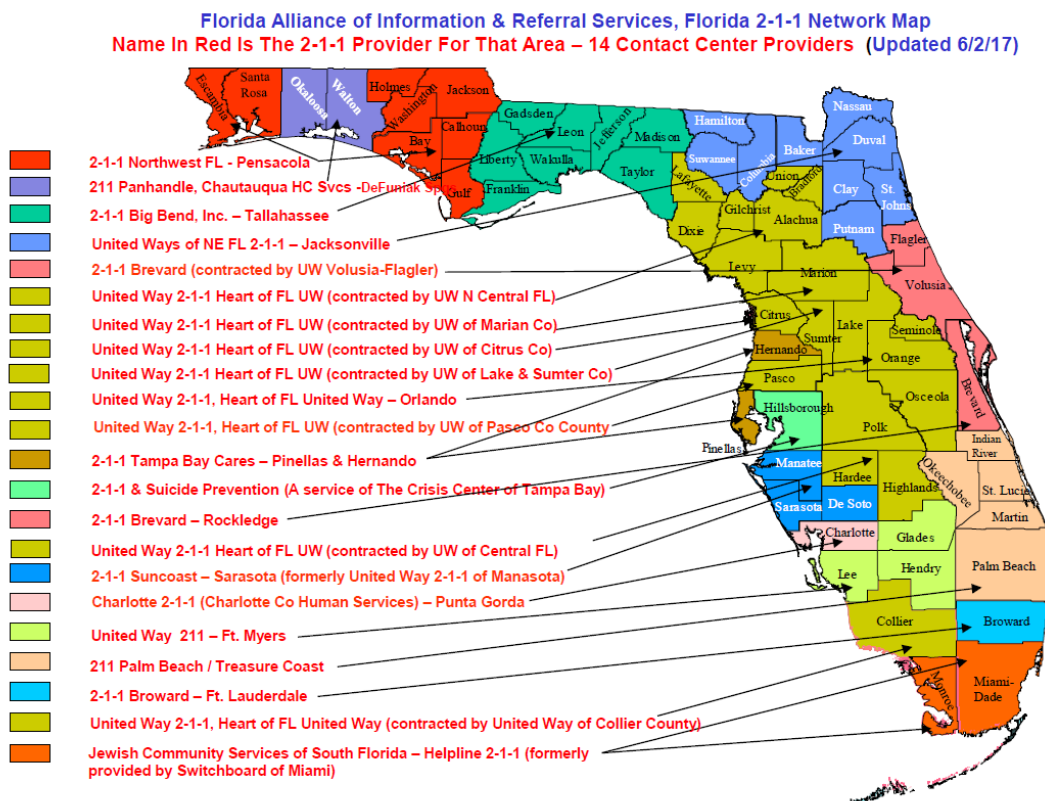 Florida Alliance of Information & Referral Services, Florida 2-1-1 Network Map
Name In Red Is The 2-1-1 Provider For That Area – 14 Contact Center Providers (Updated 6/2/17)
2-1-1 Northwest FL - Pensacola
211 Panhandle, Chautauqua HC Svcs -DeFuniak Spgs
2-1-1 Big Bend, Inc. – Tallahassee
United Ways of NE FL 2-1-1 – Jacksonville
2-1-1 Brevard (contracted by UW Volusia-Flagler)
United Way 2-1-1 Heart of FL UW (contracted by UW N Central FL)
United Way 2-1-1 Heart of FL UW (contracted by UW of Marian Co)
United Way 2-1-1 Heart of FL UW (contracted by UW of Citrus Co)
United Way 2-1-1 Heart of FL UW (contracted by UW of Lake & Sumter Co)
United Way 2-1-1, Heart of FL United Way – Orlando
United Way 2-1-1, Heart of FL UW (contracted by UW of Pasco Co County
2-1-1 Tampa Bay Cares – Pinellas & Hernando
2-1-1 & Suicide Prevention (A service of The Crisis Center of Tampa Bay)
2-1-1 Brevard – Rockledge
United Way 2-1-1 Heart of FL UW (contracted by UW of Central FL)
2-1-1 Suncoast – Sarasota (formerly United Way 2-1-1 of Manasota)
Charlotte 2-1-1 (Charlotte Co Human Services) – Punta Gorda
United Way 211 – Ft. Myers
211 Palm Beach / Treasure Coast
2-1-1 Broward – Ft. Lauderdale
United Way 2-1-1, Heart of FL United Way (contracted by United Way of Collier County)
Jewish Community Services of South Florida – Helpline 2-1-1 (formerly
provided by Switchboard of Miami)
Escambia
Santa
Rosa
Okaloosa
Walton
Holmes
Washington
Jackson
Bay
Calhoun
Gulf
Gadsden
Liberty
Franklin
Leon
Wakulla
Jefferson
Madison
Taylor
Hamilton
Suwannee
Columbia
Baker
Nassau
Duval
Clay
St.
Johns
Putnam
Lafayette
Union
Bradford
Dixie
Gilchrist
Alachua
Levy
Marion
Flagler
Volusia
Citrus
Sumter
Lake
Seminole
Hernando
Orange
Pasco
Osceola
Brevard
Hillsborough
Pinellas
Polk
Indian
River
Manatee
Hardee
Highlands
Okeechobee
St. Lucie
Sarasota
De Soto
Martin
Charlotte
Glades
Lee
Hendry
Palm Beach
Collier
Broward
Monroe
Miami-
Dade